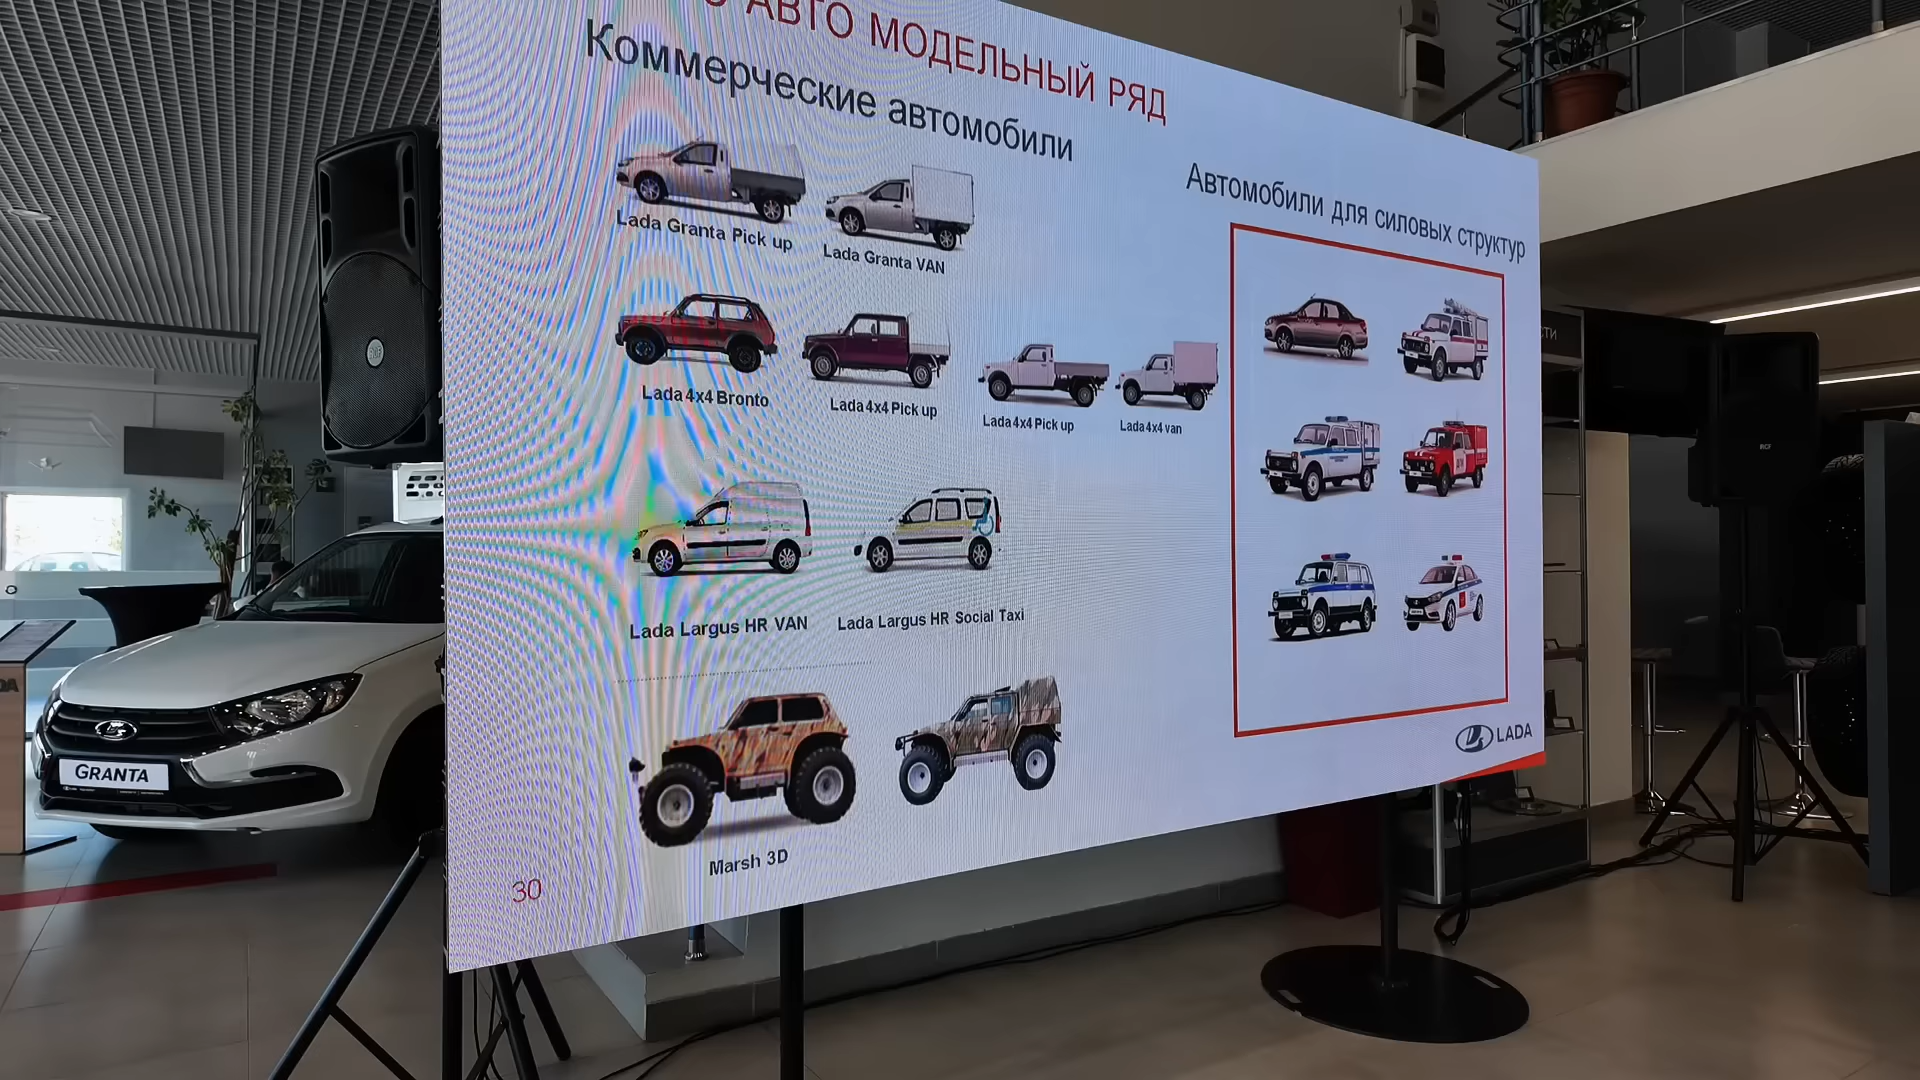 АВТО МОДЕЛЬНЫЙ РЯД
Коммерческие автомобили
Автомобили для силовых структур
Lada Granta Pick up
Lada Granta VAN
Lada 4x4 Bronto
Lada 4x4 Pick up
Lada 4x4 Pick up
Lada 4x4 van
Lada Largus HR VAN
Lada Largus HR Social Taxi
Marsh 3D
30
LADA
GRANTA
RCF